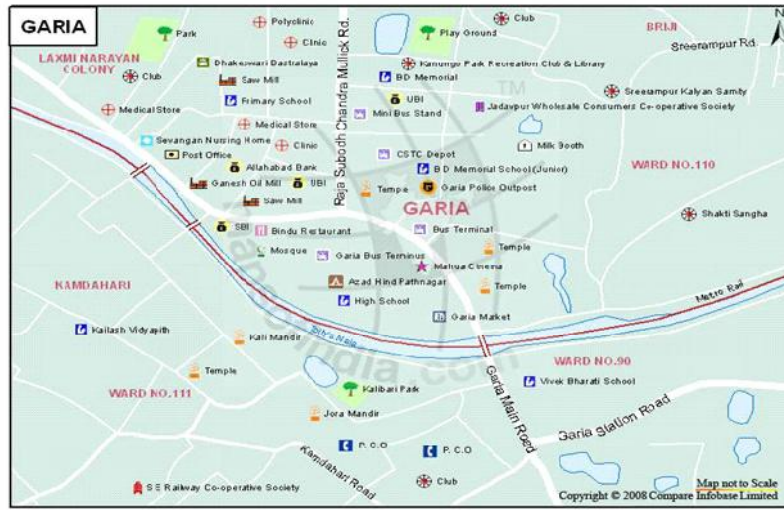 GARIA
Park
Polyclinic
Clinic
Club
Play Ground
BRIJI
N
Sreerampur Rd.
LAXMI NARAYAN
COLONY
Club
Dhakeswari Bastralaya
Saw Mill
Primary School
Medical Store
Medical Store
Clinic
Raja Subodh Chandra Mullick Rd.
Kanungo Park Recreation Club & Library
BD Memorial
UBI
Mini Bus Stand
Jadavpur Wholesale Consumers Co-operative Society
Sreerampur Kalyan Samity
Sevangan Nursing Home
Post Office
Allahabad Bank
Ganesh Oil Mill
UBI
Saw Mill
CSTC Depot
Milk Booth
BD Memorial School (Junior)
Temple
Garia Police Outpost
WARD NO.110
GARIA
Shakti Sangha
SBI
Bindu Restaurant
Mosque
Bus Terminal
Garia Bus Terminus
Temple
Mahua Cinema
Azad Hind Pathnagar
Temple
High School
Garia Market
Metro Rail
KAMDAHARI
Kailash Vidyapith
Kali Mandir
Tolly's Nala
Temple
WARD NO.111
Kalibari Park
Jora Mandir
WARD NO.90
Vivek Bharati School
Garia Main Road
Garia Station Road
P.C.O
P.C.O
Kamdahari Road
Club
SE Railway Co-operative Society
Map not to Scale
Copyright © 2008 Compare Infobase Limited